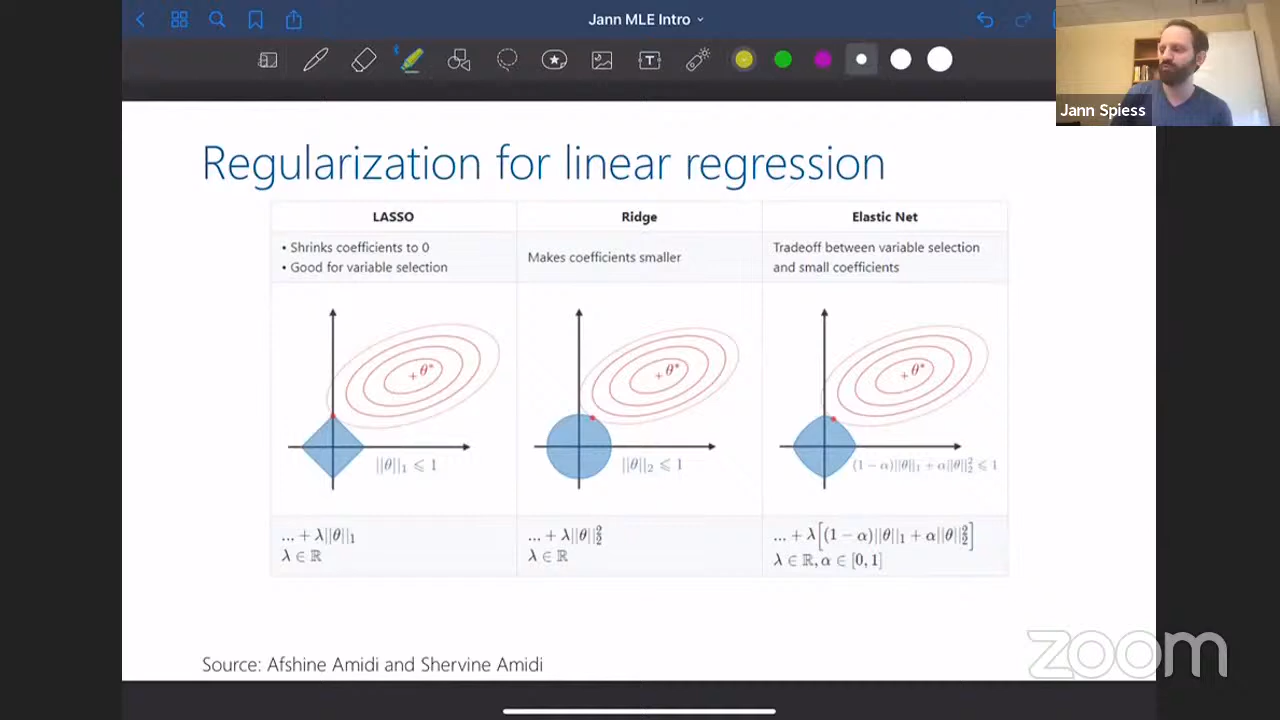 Jann MLE Intro
T
Jann Spiess
Regularization for linear regression
LASSO
Ridge
Elastic Net
• Shrinks coefficients to 0
• Good for variable selection
Makes coefficients smaller
Tradeoff between variable selection
and small coefficients
θ*
θ*
θ*
||θ||₁ ⩽ 1
||θ||₂ ⩽ 1
(1 − α)||θ||₁ + α||θ||₂² ⩽ 1
... + λ||θ||₁
λ ∈ ℝ
... + λ||θ||₂²
λ ∈ ℝ
... + λ[(1 − α)||θ||₁ + α||θ||₂²]
λ ∈ ℝ, α ∈ [0, 1]
Source: Afshine Amidi and Shervine Amidi
zoom